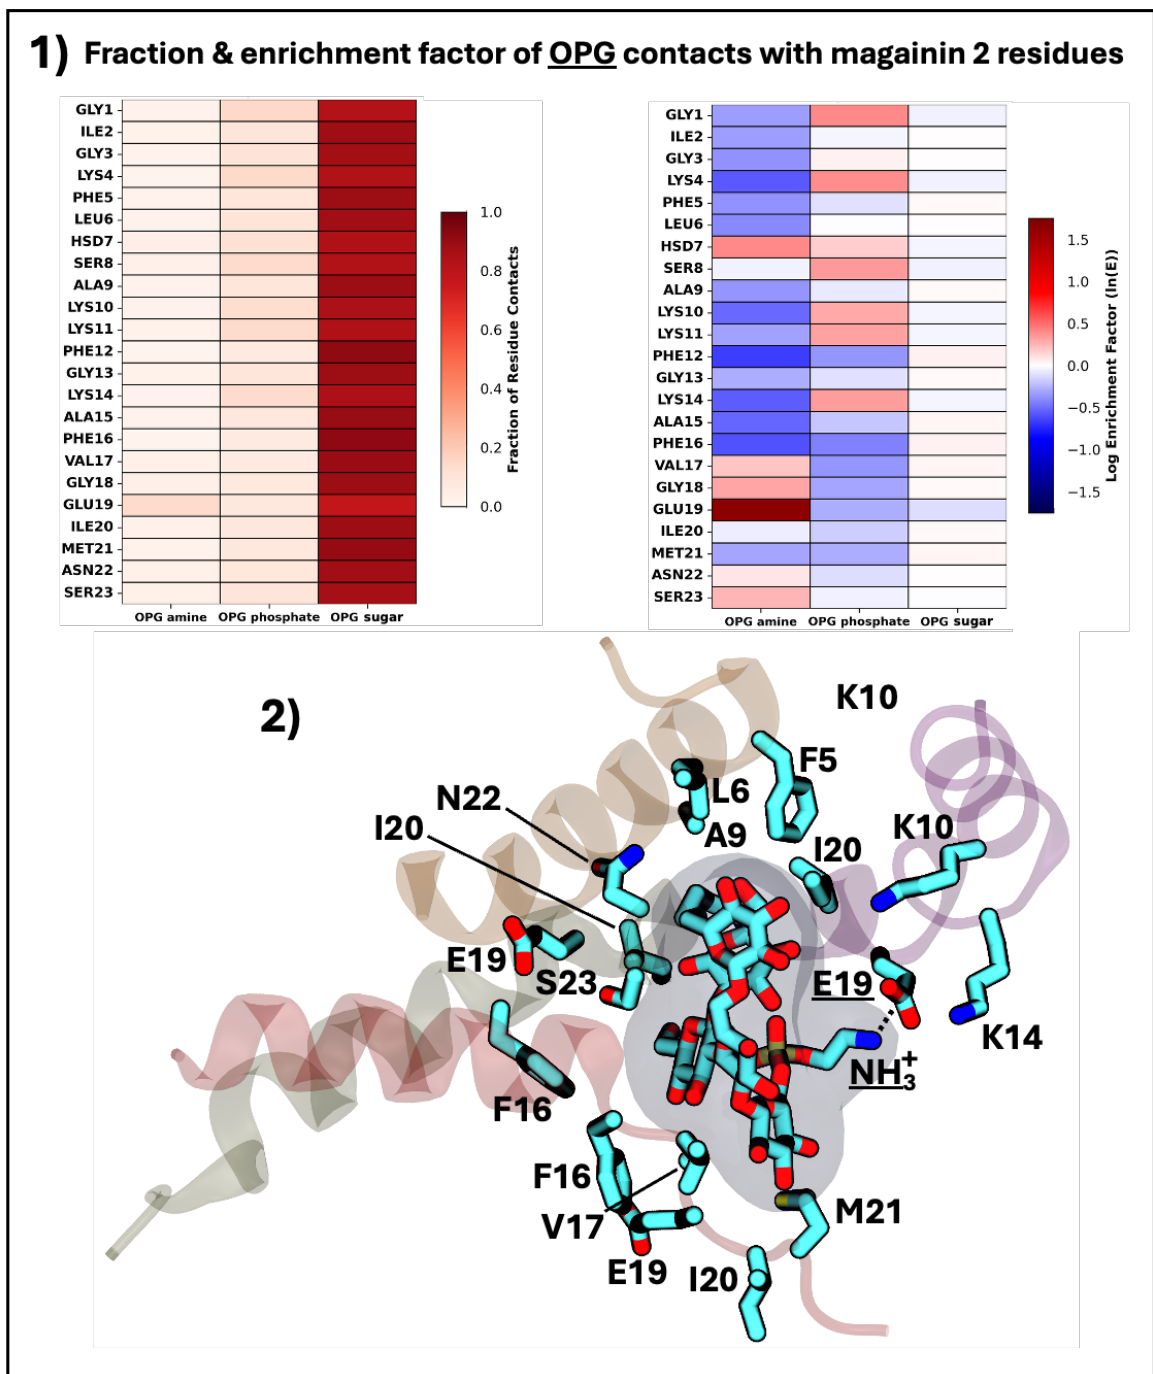 1) Fraction & enrichment factor of OPG contacts with magainin 2 residues
GLY1
ILE2
GLY3
LYS4
PHE5
LEU6
HSD7
SER8
ALA9
LYS10
LYS11
PHE12
GLY13
LYS14
ALA15
PHE16
VAL17
GLY18
GLU19
ILE20
MET21
ASN22
SER23
OPG amine OPG phosphate OPG sugar
1.0
0.8
0.6
0.4
0.2
0.0
Fraction of Residue Contacts
GLY1
ILE2
GLY3
LYS4
PHE5
LEU6
HSD7
SER8
ALA9
LYS10
LYS11
PHE12
GLY13
LYS14
ALA15
PHE16
VAL17
GLY18
GLU19
ILE20
MET21
ASN22
SER23
OPG amine OPG phosphate OPG sugar
1.5
1.0
0.5
0.0
−0.5
−1.0
−1.5
Log Enrichment Factor (ln(E))
2)
K10
F5
L6
N22
I20
A9
K10
I20
E19
S23
E19
K14
NH3+
F16
F16
V17
M21
E19
I20